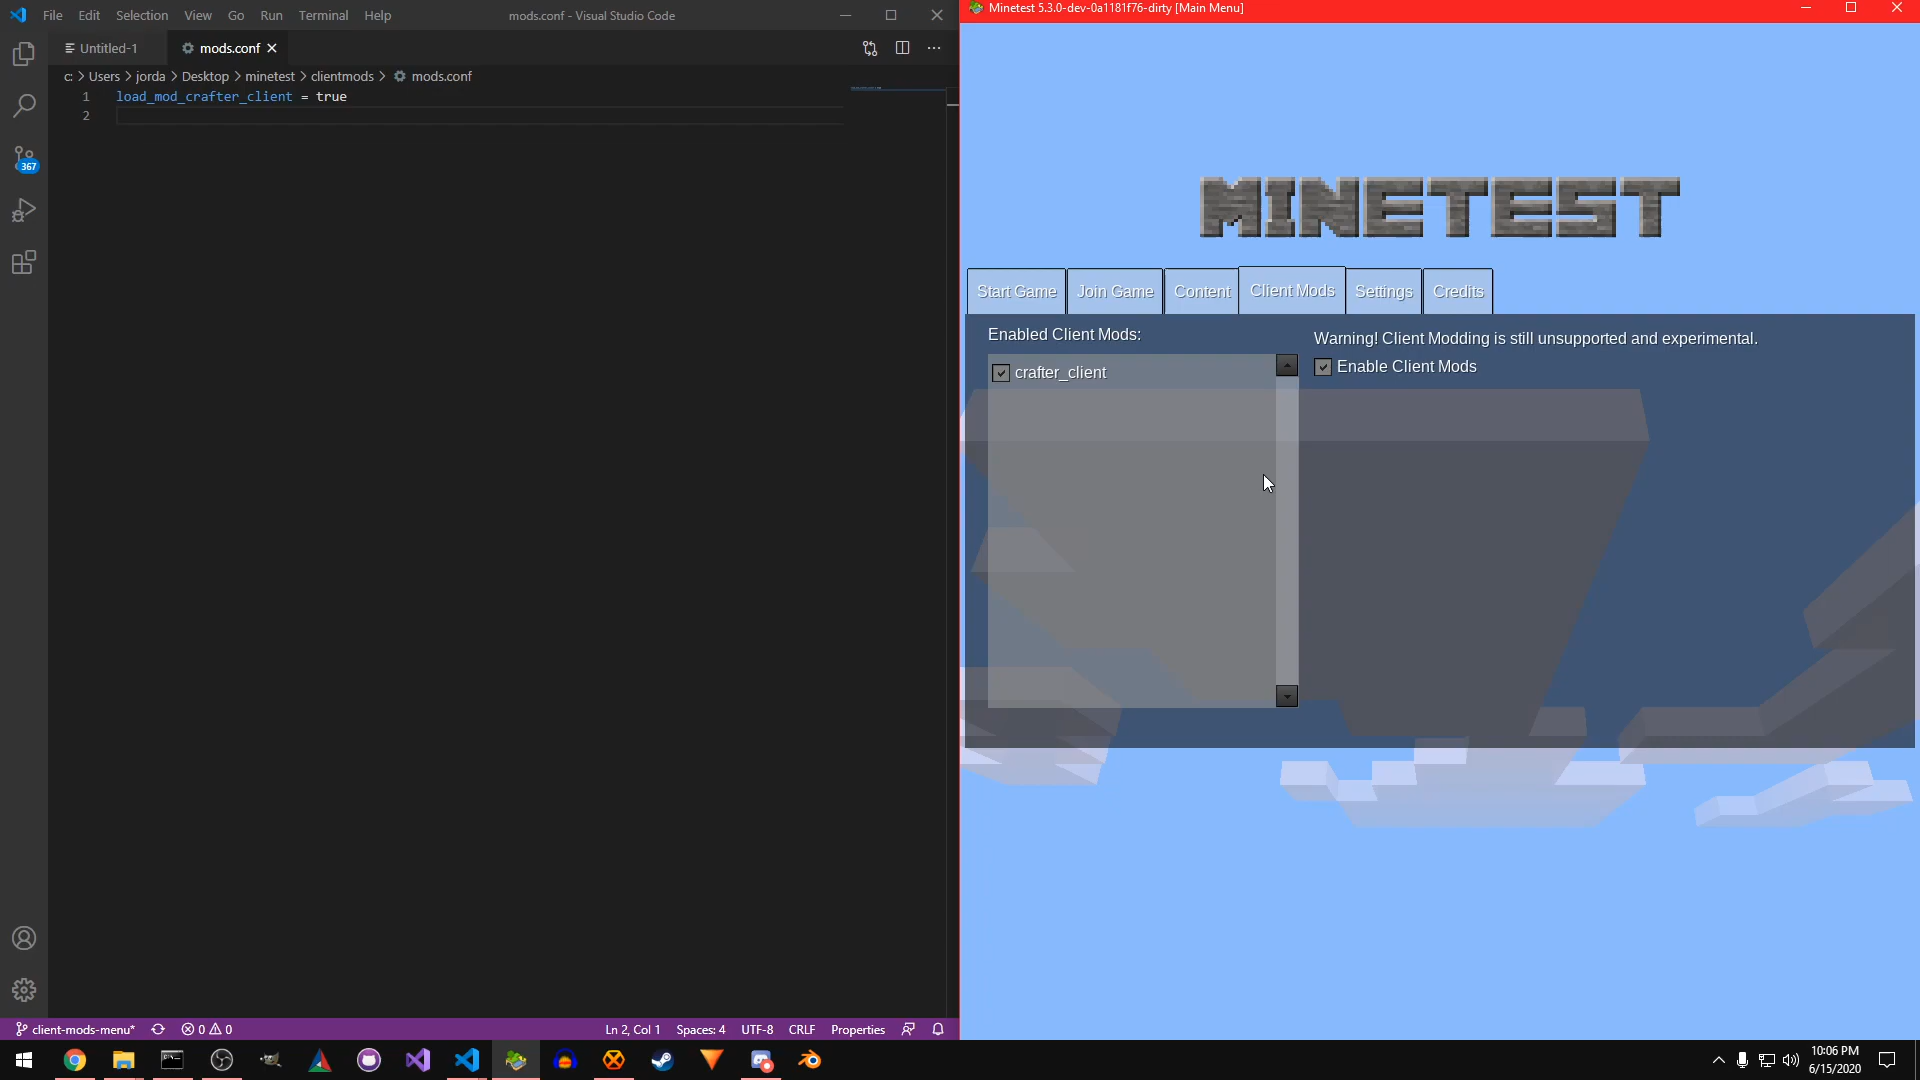 File Edit Selection View Go Run Terminal Help
mods.conf - Visual Studio Code
Untitled-1
mods.conf
c: > Users > jorda > Desktop > minetest > clientmods > mods.conf
1 load_mod_crafter_client = true
2
367
client-mods-menu*
0 0
Ln 2, Col 1 Spaces: 4 UTF-8 CRLF Properties
Minetest 5.3.0-dev-0a1181f76-dirty [Main Menu]
MINETEST
Start Game Join Game Content Client Mods Settings Credits
Enabled Client Mods:
crafter_client
Warning! Client Modding is still unsupported and experimental.
Enable Client Mods
10:06 PM
6/15/2020